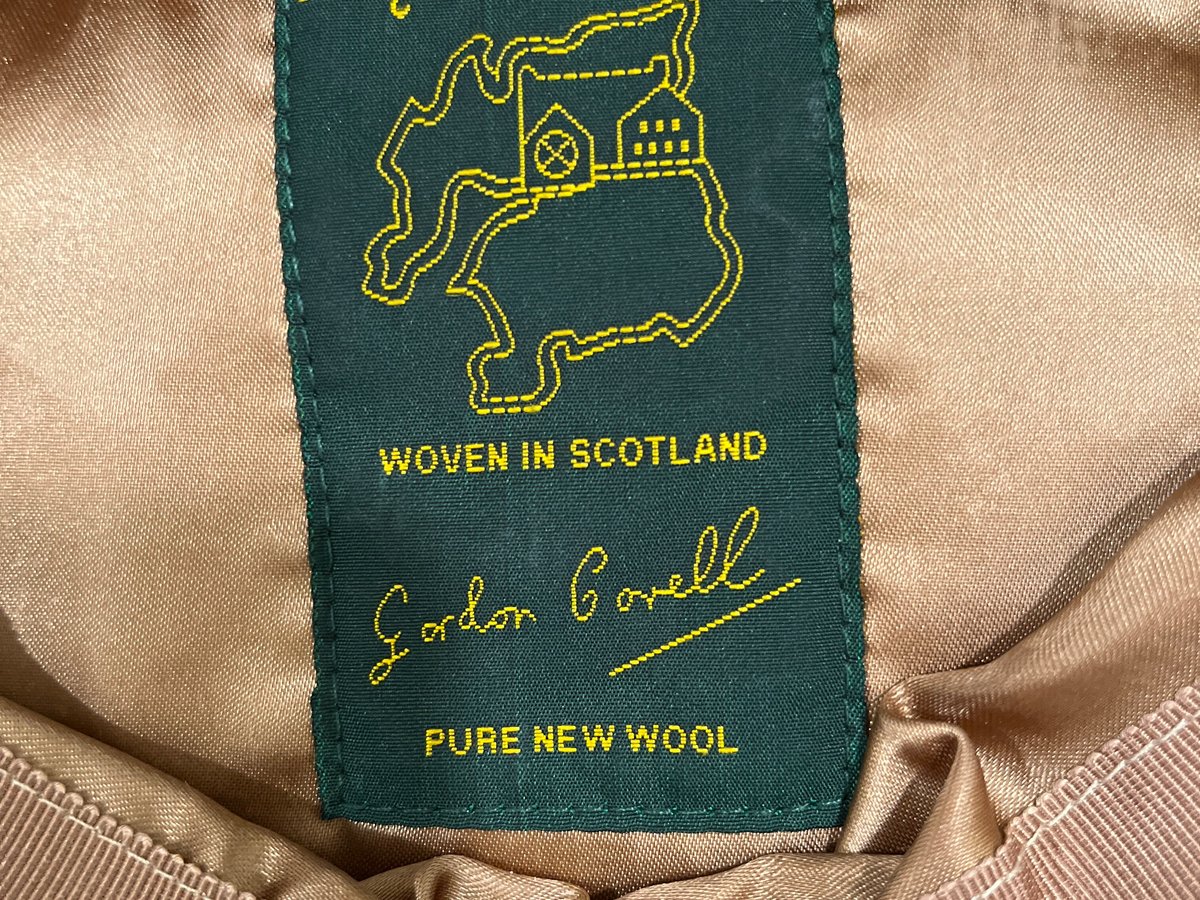 WOVEN IN SCOTLAND
Gordon Covell
PURE NEW WOOL